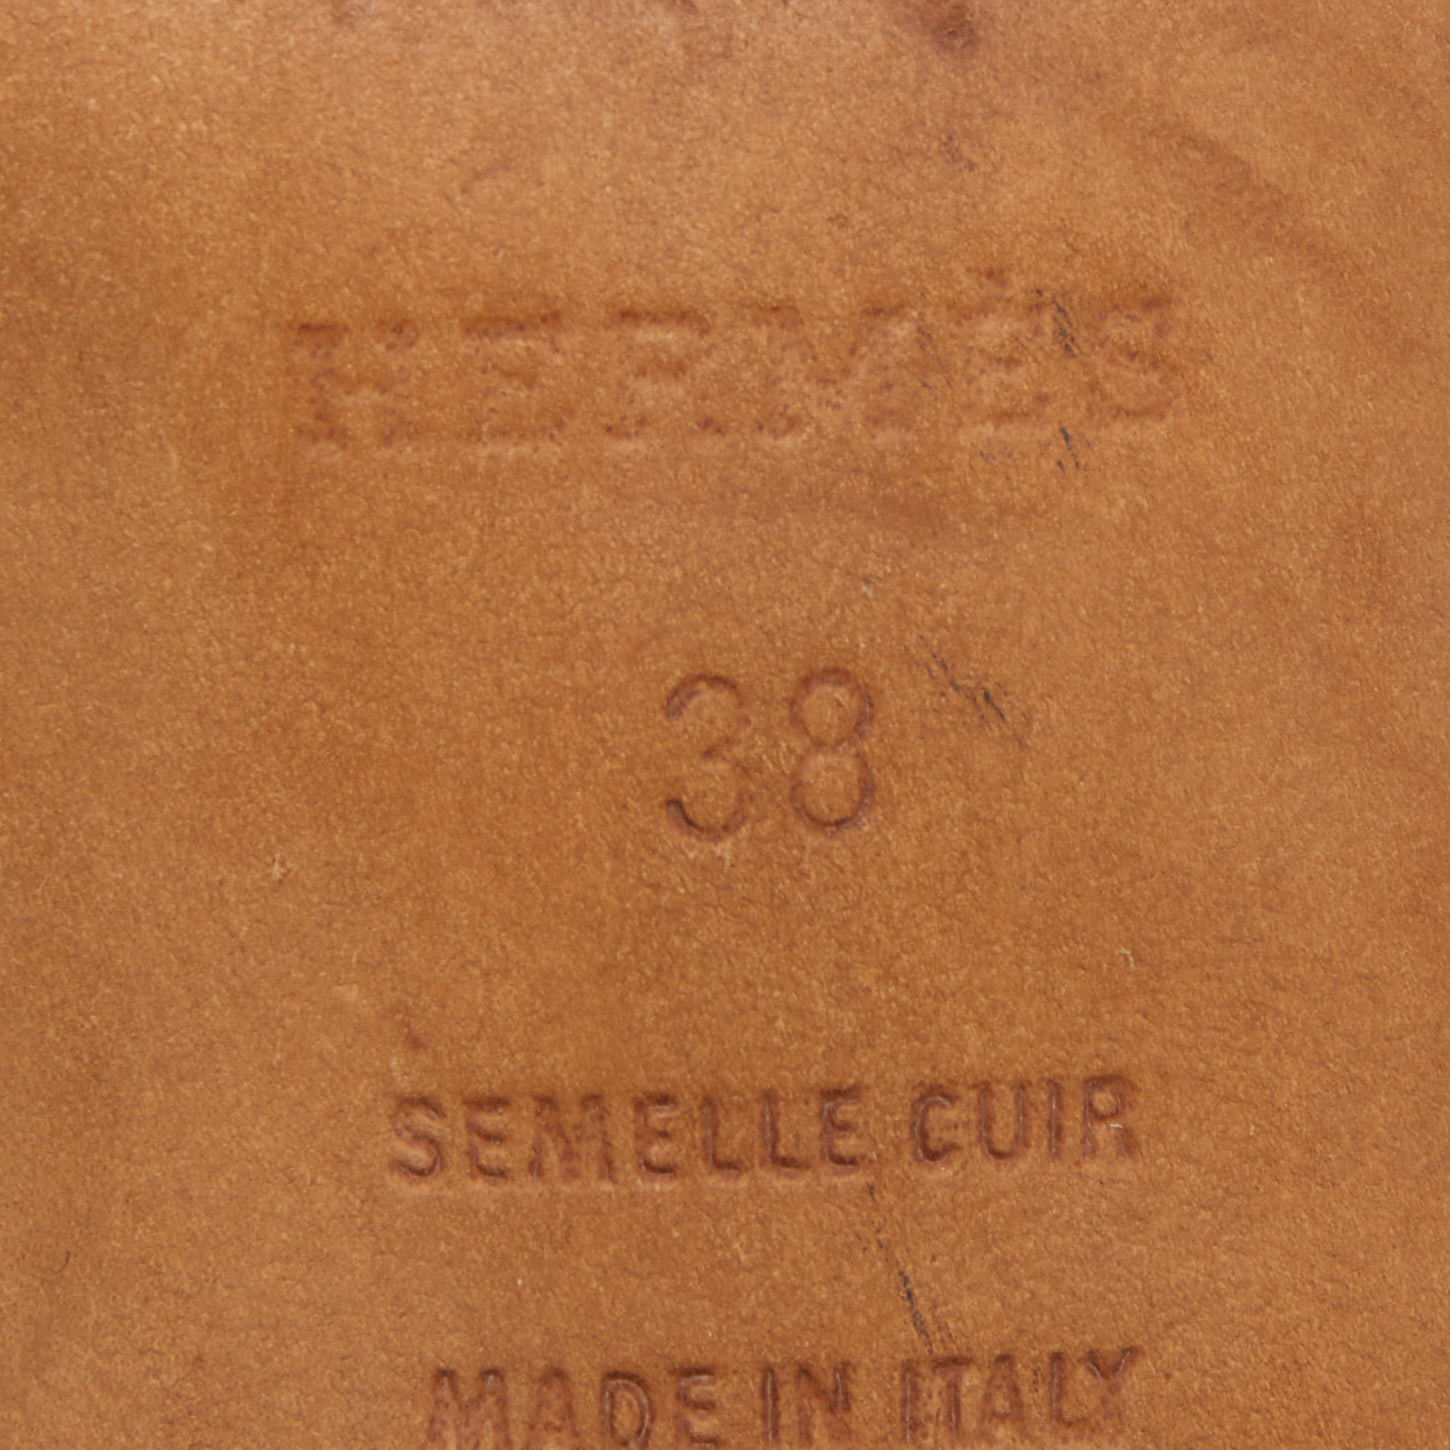 HERMÈS
38
SEMELLE CUIR
MADE IN ITALY